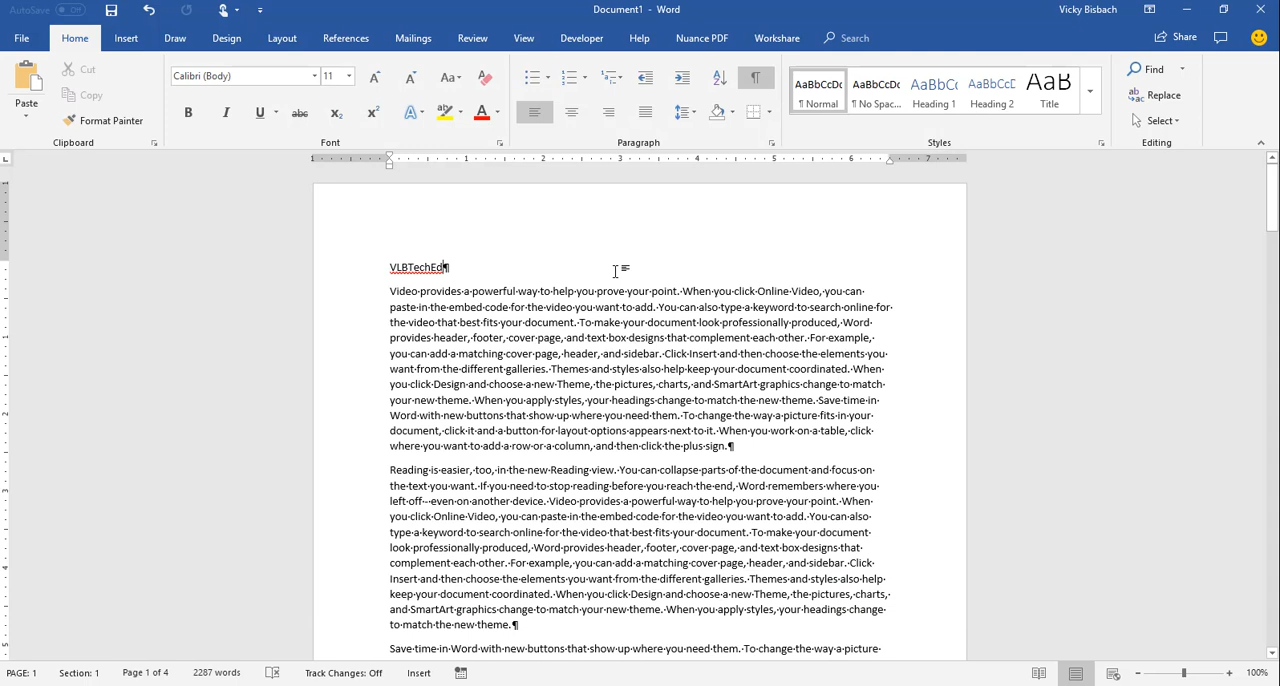 AutoSave Off
Document1 - Word
Vicky Bisbach
File Home Insert Draw Design Layout References Mailings Review View Developer Help Nuance PDF Workshare Search Share
Paste
Cut
Copy
Format Painter
Calibri (Body) 11
Aa
B I U abc x₂ x² A A
AaBbCcDc AaBbCcDc AaBbCc AaBbCcD AaB
¶ Normal ¶ No Spac... Heading 1 Heading 2 Title
Find
Replace
Select
Clipboard Font Paragraph Styles Editing
1 1 2 3 4 5 6 7
VLBTechEd¶
Video·provides·a·powerful·way·to·help·you·prove·your·point.·When·you·click·Online·Video,·you·can·
paste·in·the·embed·code·for·the·video·you·want·to·add.·You·can·also·type·a·keyword·to·search·online·for·
the·video·that·best·fits·your·document.·To·make·your·document·look·professionally·produced,·Word·
provides·header,·footer,·cover·page,·and·text·box·designs·that·complement·each·other.·For·example,·
you·can·add·a·matching·cover·page,·header,·and·sidebar.·Click·Insert·and·then·choose·the·elements·you·
want·from·the·different·galleries.·Themes·and·styles·also·help·keep·your·document·coordinated.·When·
you·click·Design·and·choose·a·new·Theme,·the·pictures,·charts,·and·SmartArt·graphics·change·to·match·
your·new·theme.·When·you·apply·styles,·your·headings·change·to·match·the·new·theme.·Save·time·in·
Word·with·new·buttons·that·show·up·where·you·need·them.·To·change·the·way·a·picture·fits·in·your·
document,·click·it·and·a·button·for·layout·options·appears·next·to·it.·When·you·work·on·a·table,·click·
where·you·want·to·add·a·row·or·a·column,·and·then·click·the·plus·sign.¶
Reading·is·easier,·too,·in·the·new·Reading·view.·You·can·collapse·parts·of·the·document·and·focus·on·
the·text·you·want.·If·you·need·to·stop·reading·before·you·reach·the·end,·Word·remembers·where·you·
left·off·-·even·on·another·device.·Video·provides·a·powerful·way·to·help·you·prove·your·point.·When·
you·click·Online·Video,·you·can·paste·in·the·embed·code·for·the·video·you·want·to·add.·You·can·also·
type·a·keyword·to·search·online·for·the·video·that·best·fits·your·document.·To·make·your·document·
look·professionally·produced,·Word·provides·header,·footer,·cover·page,·and·text·box·designs·that·
complement·each·other.·For·example,·you·can·add·a·matching·cover·page,·header,·and·sidebar.·Click·
Insert·and·then·choose·the·elements·you·want·from·the·different·galleries.·Themes·and·styles·also·help·
keep·your·document·coordinated.·When·you·click·Design·and·choose·a·new·Theme,·the·pictures,·charts,·
and·SmartArt·graphics·change·to·match·your·new·theme.·When·you·apply·styles,·your·headings·change·
to·match·the·new·theme.¶
Save·time·in·Word·with·new·buttons·that·show·up·where·you·need·them.·To·change·the·way·a·picture·
PAGE: 1 Section: 1 Page 1 of 4 2287 words Track Changes: Off Insert 100%